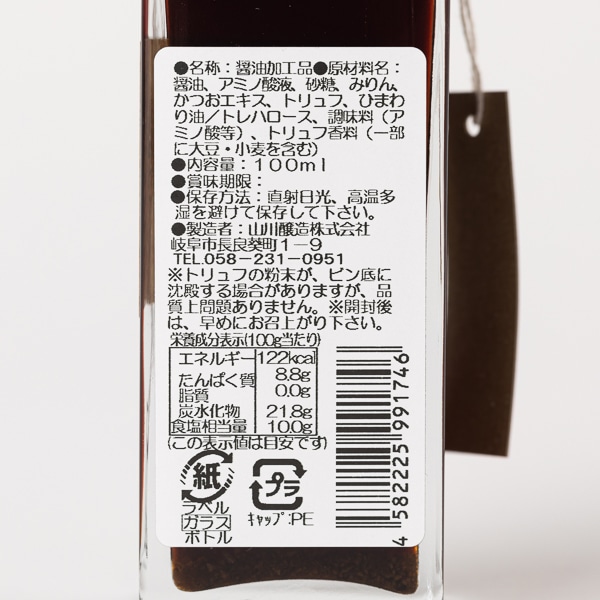 ●名称：醤油加工品●原材料名：
醤油、アミノ酸液、砂糖、みりん、
かつおエキス、トリュフ、ひまわ
り油／トレハロース、調味料（ア
ミノ酸等）、トリュフ香料（一部
に大豆・小麦を含む）
●内容量：１００ｍｌ
●賞味期限：
●保存方法：直射日光、高温多
湿を避けて保存して下さい。
●製造者：山川醸造株式会社
岐阜市長良葵町１－９
TEL.058-231-0951
※トリュフの粉末が、ビン底に
沈殿する場合がありますが、品
質上問題ありません。※開封後
は、早めにお召上がり下さい。
栄養成分表示(100g当たり)
エネルギー 122kcal
たんぱく質 8.8g
脂質 0.0g
炭水化物 21.8g
食塩相当量 10.0g
(この表示値は目安です)
紙
ラベル
ガラス
ボトル
プラ
ｷｬｯﾌﾟ:PE
4 582225 991746